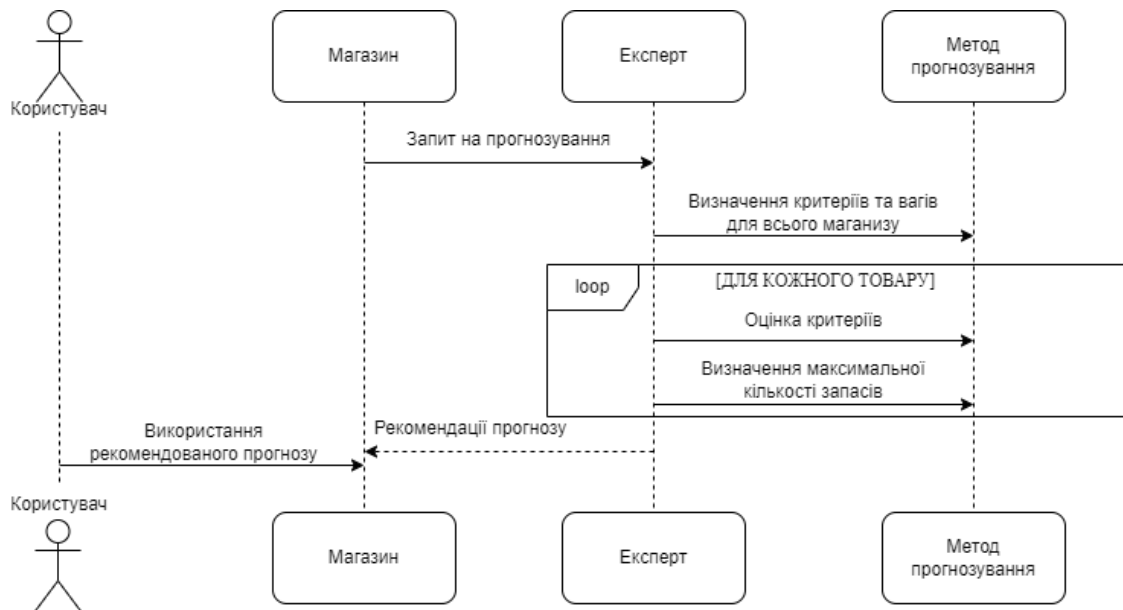 Магазин
Експерт
Метод
прогнозування
Користувач
Запит на прогнозування
Визначення критеріїв та вагів
для всього маганизу
loop
[ДЛЯ КОЖНОГО ТОВАРУ]
Оцінка критеріїв
Визначення максимальної
кількості запасів
Рекомендації прогнозу
Використання
рекомендованого прогнозу
Користувач
Магазин
Експерт
Метод
прогнозування